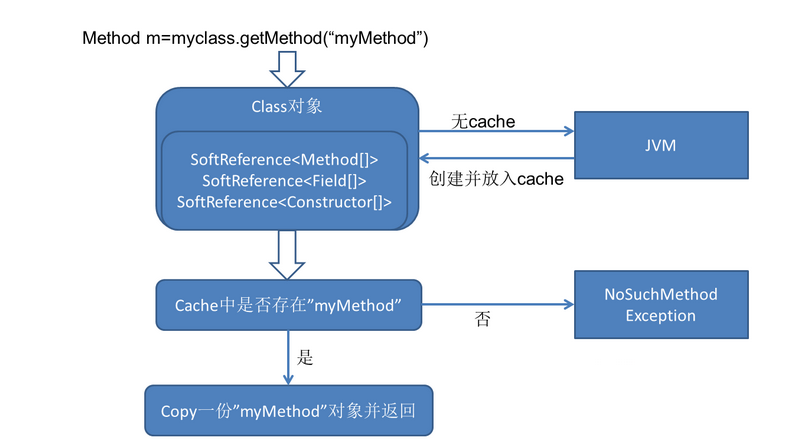 Method m=myclass.getMethod(“myMethod”)
Class对象
无cache
JVM
SoftReference<Method[]>
SoftReference<Field[]>
SoftReference<Constructor[]>
创建并放入cache
Cache中是否存在”myMethod”
否
NoSuchMethod
Exception
是
Copy一份”myMethod”对象并返回